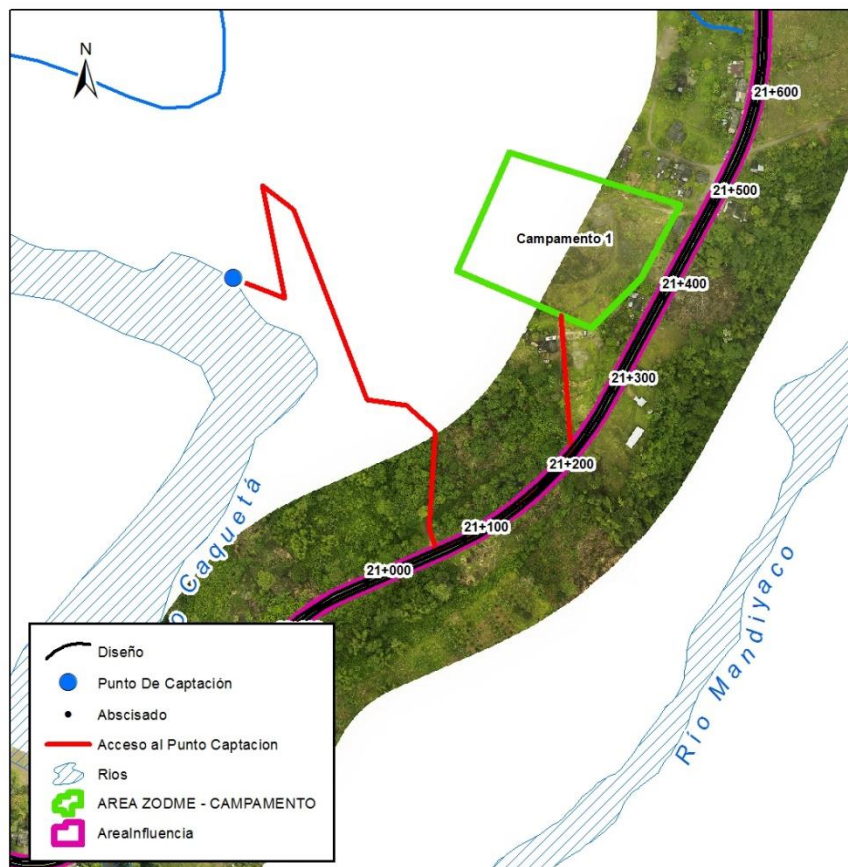 N
21+600
21+500
Campamento 1
21+400
21+300
21+200
21+100
21+000
o Caquetá
Río Mandiyaco
Diseño
Punto De Captación
Abscisado
Acceso al Punto Captacion
Rios
AREA ZODME - CAMPAMENTO
AreaInfluencia